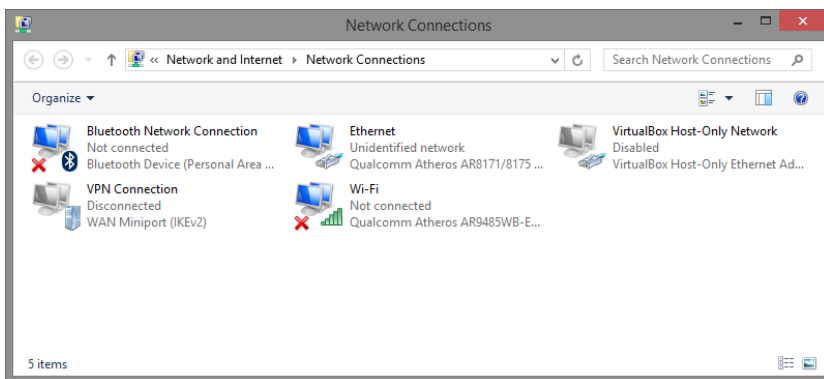 Network Connections
« Network and Internet Network Connections
Search Network Connections
Organize
Bluetooth Network Connection
Not connected
Bluetooth Device (Personal Area ...
Ethernet
Unidentified network
Qualcomm Atheros AR8171/8175 ...
VirtualBox Host-Only Network
Disabled
VirtualBox Host-Only Ethernet Ad...
VPN Connection
Disconnected
WAN Miniport (IKEv2)
Wi-Fi
Not connected
Qualcomm Atheros AR9485WB-E...
5 items